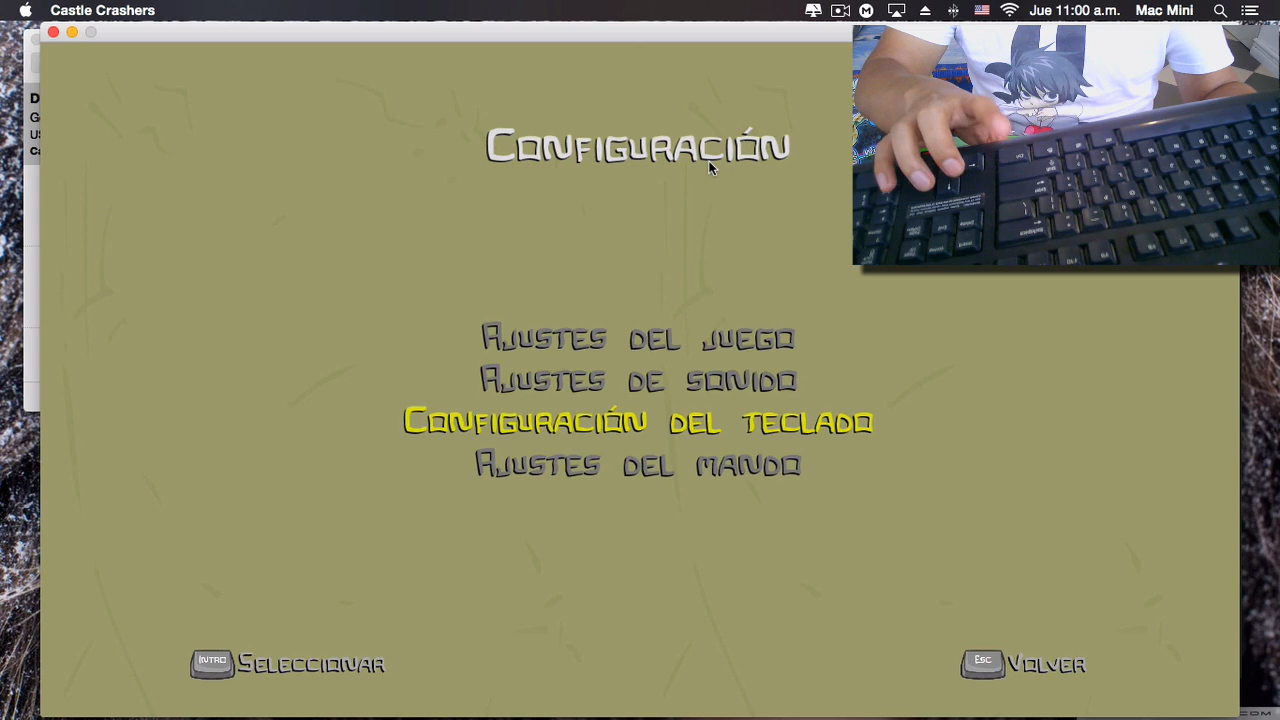 Castle Crashers
Jue 11:00 a.m.
Mac Mini
Configuración
Ajustes del juego
Ajustes de sonido
Configuración del teclado
Ajustes del mando
Intro Seleccionar
Esc Volver